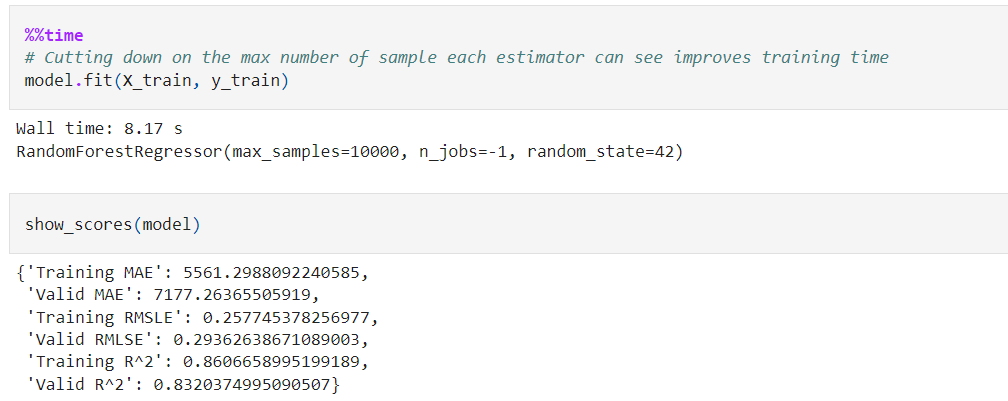 %%time
# Cutting down on the max number of sample each estimator can see improves training time
model.fit(X_train, y_train)
Wall time: 8.17 s
RandomForestRegressor(max_samples=10000, n_jobs=-1, random_state=42)
show_scores(model)
{'Training MAE': 5561.2988092240585,
'Valid MAE': 7177.26365505919,
'Training RMSLE': 0.257745378256977,
'Valid RMLSE': 0.29362638671089003,
'Training R^2': 0.8606658995199189,
'Valid R^2': 0.8320374995090507}